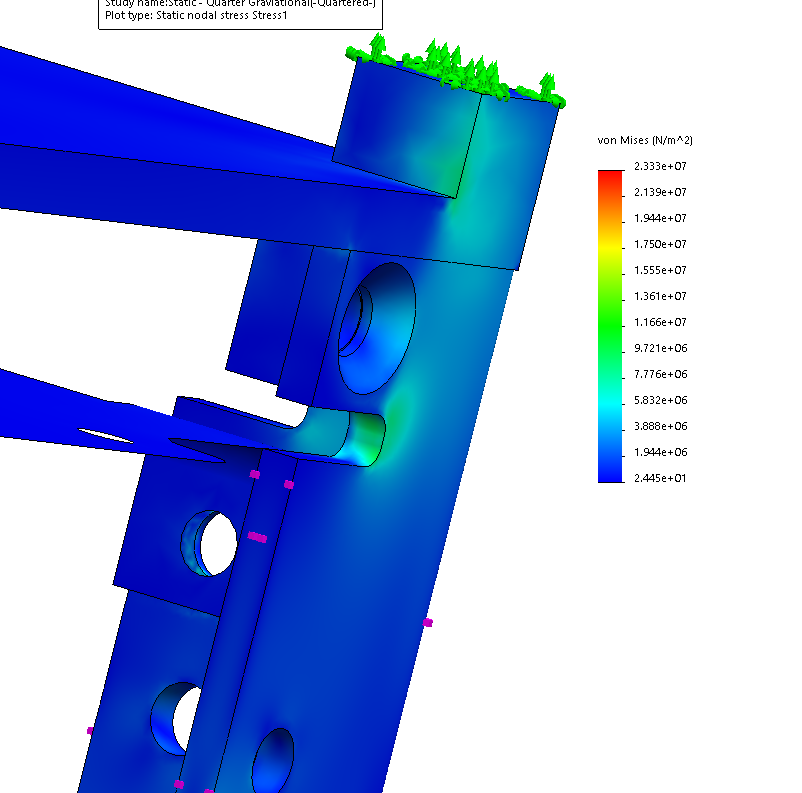 Study name:Static - Quarter Graviational(-Quartered-)
Plot type: Static nodal stress Stress1
von Mises (N/m^2)
2.333e+07
2.139e+07
1.944e+07
1.750e+07
1.555e+07
1.361e+07
1.166e+07
9.721e+06
7.776e+06
5.832e+06
3.888e+06
1.944e+06
2.445e+01